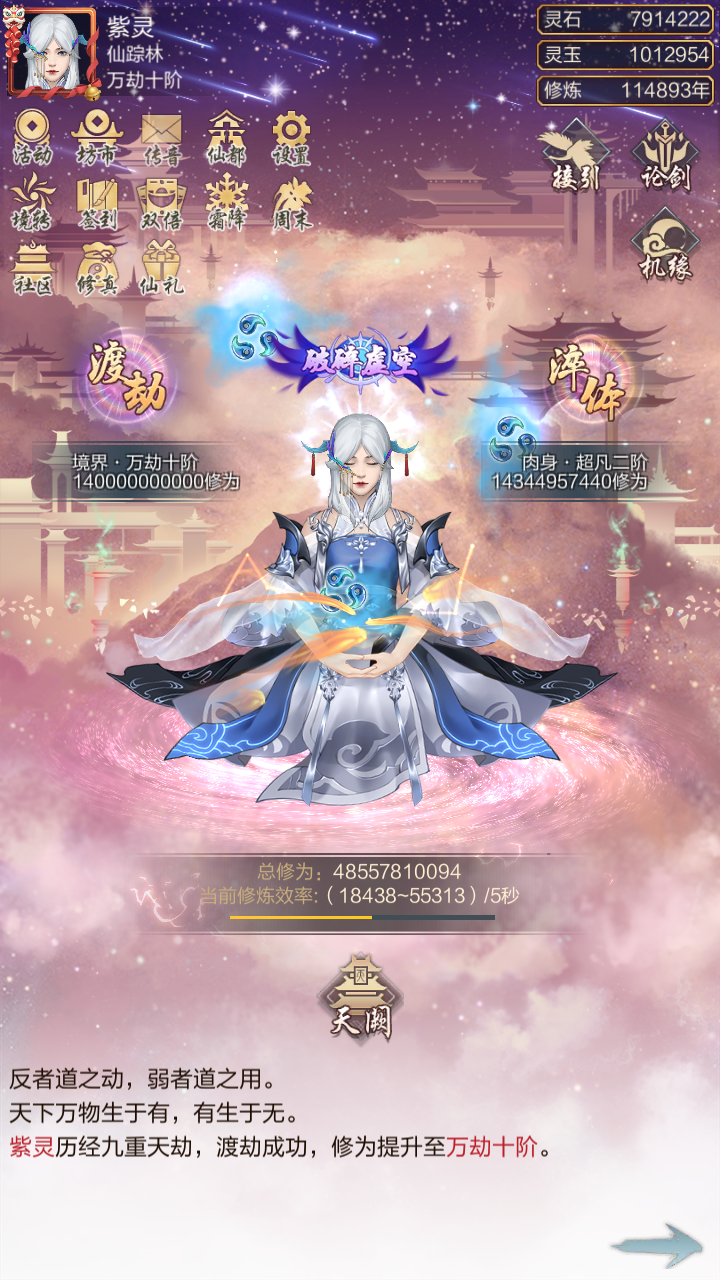 紫灵
仙踪林
万劫十阶
灵石 7914222
灵玉 1012954
修炼 114893年
活动 坊市 传音 仙都 设置
境转 签到 双倍 霜降 周末
社区 修真 仙礼
接引 论剑
机缘
渡劫
破碎虚空
淬体
境界·万劫十阶
140000000000修为
肉身·超凡二阶
14344957440修为
总修为：48557810094
当前修炼效率:（18438~55313）/5秒
天
天阙
反者道之动，弱者道之用。
天下万物生于有，有生于无。
紫灵历经九重天劫，渡劫成功，修为提升至万劫十阶。